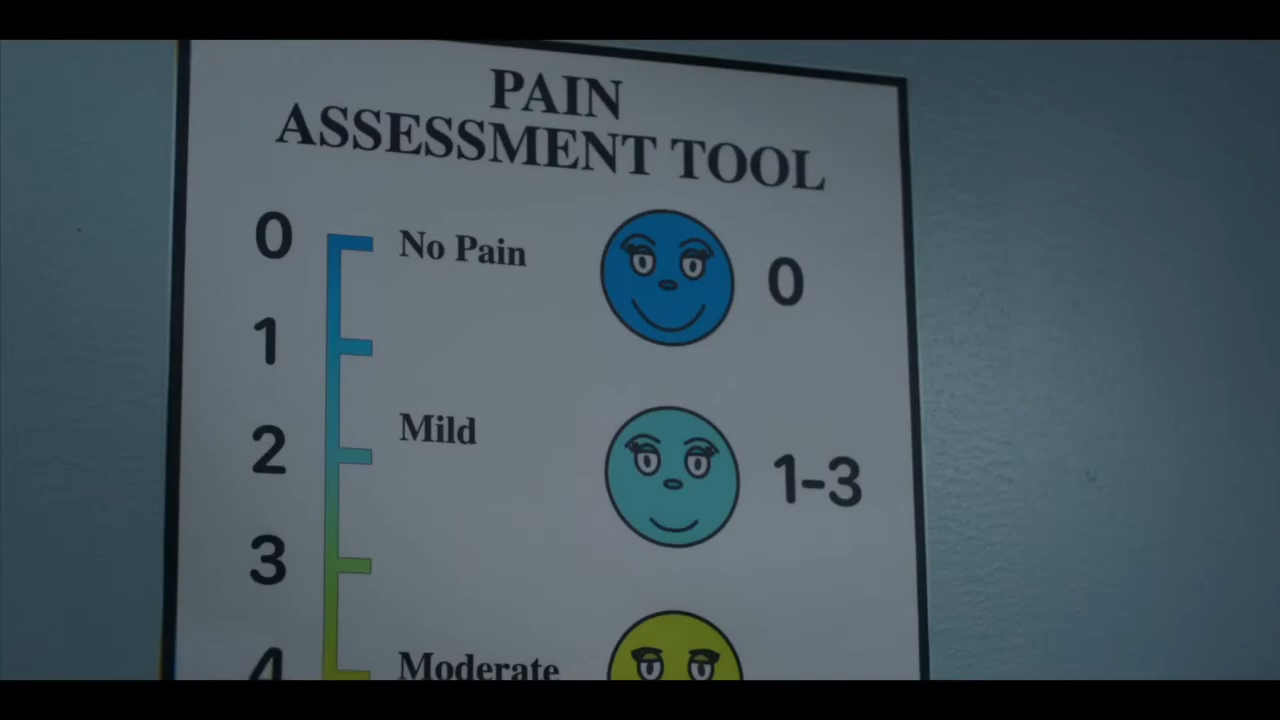 PAIN
ASSESSMENT TOOL
0 No Pain 0
1
2 Mild 1-3
3
4 Moderate